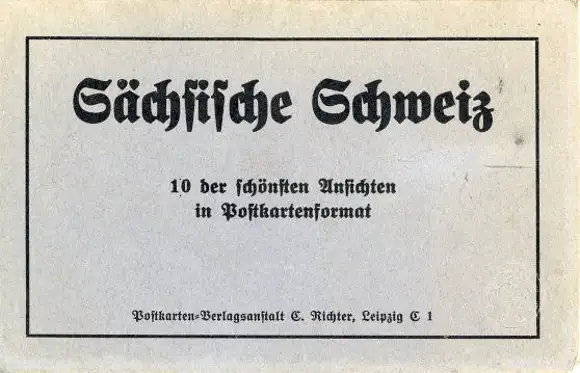 Sächsische Schweiz
10 der schönsten Ansichten
in Postkartenformat
Postkarten=Verlagsanstalt C. Richter, Leipzig C 1